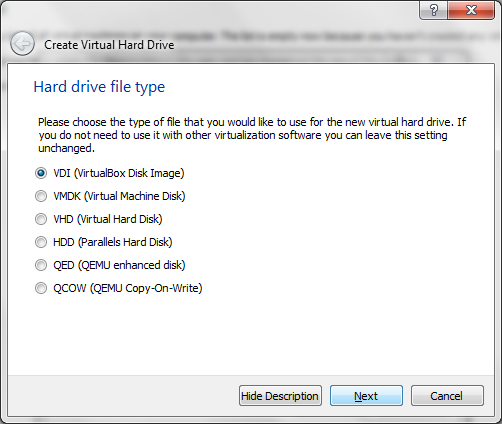 Create Virtual Hard Drive
Hard drive file type
Please choose the type of file that you would like to use for the new virtual hard drive. If
you do not need to use it with other virtualization software you can leave this setting
unchanged.
VDI (VirtualBox Disk Image)
VMDK (Virtual Machine Disk)
VHD (Virtual Hard Disk)
HDD (Parallels Hard Disk)
QED (QEMU enhanced disk)
QCOW (QEMU Copy-On-Write)
Hide Description Next Cancel